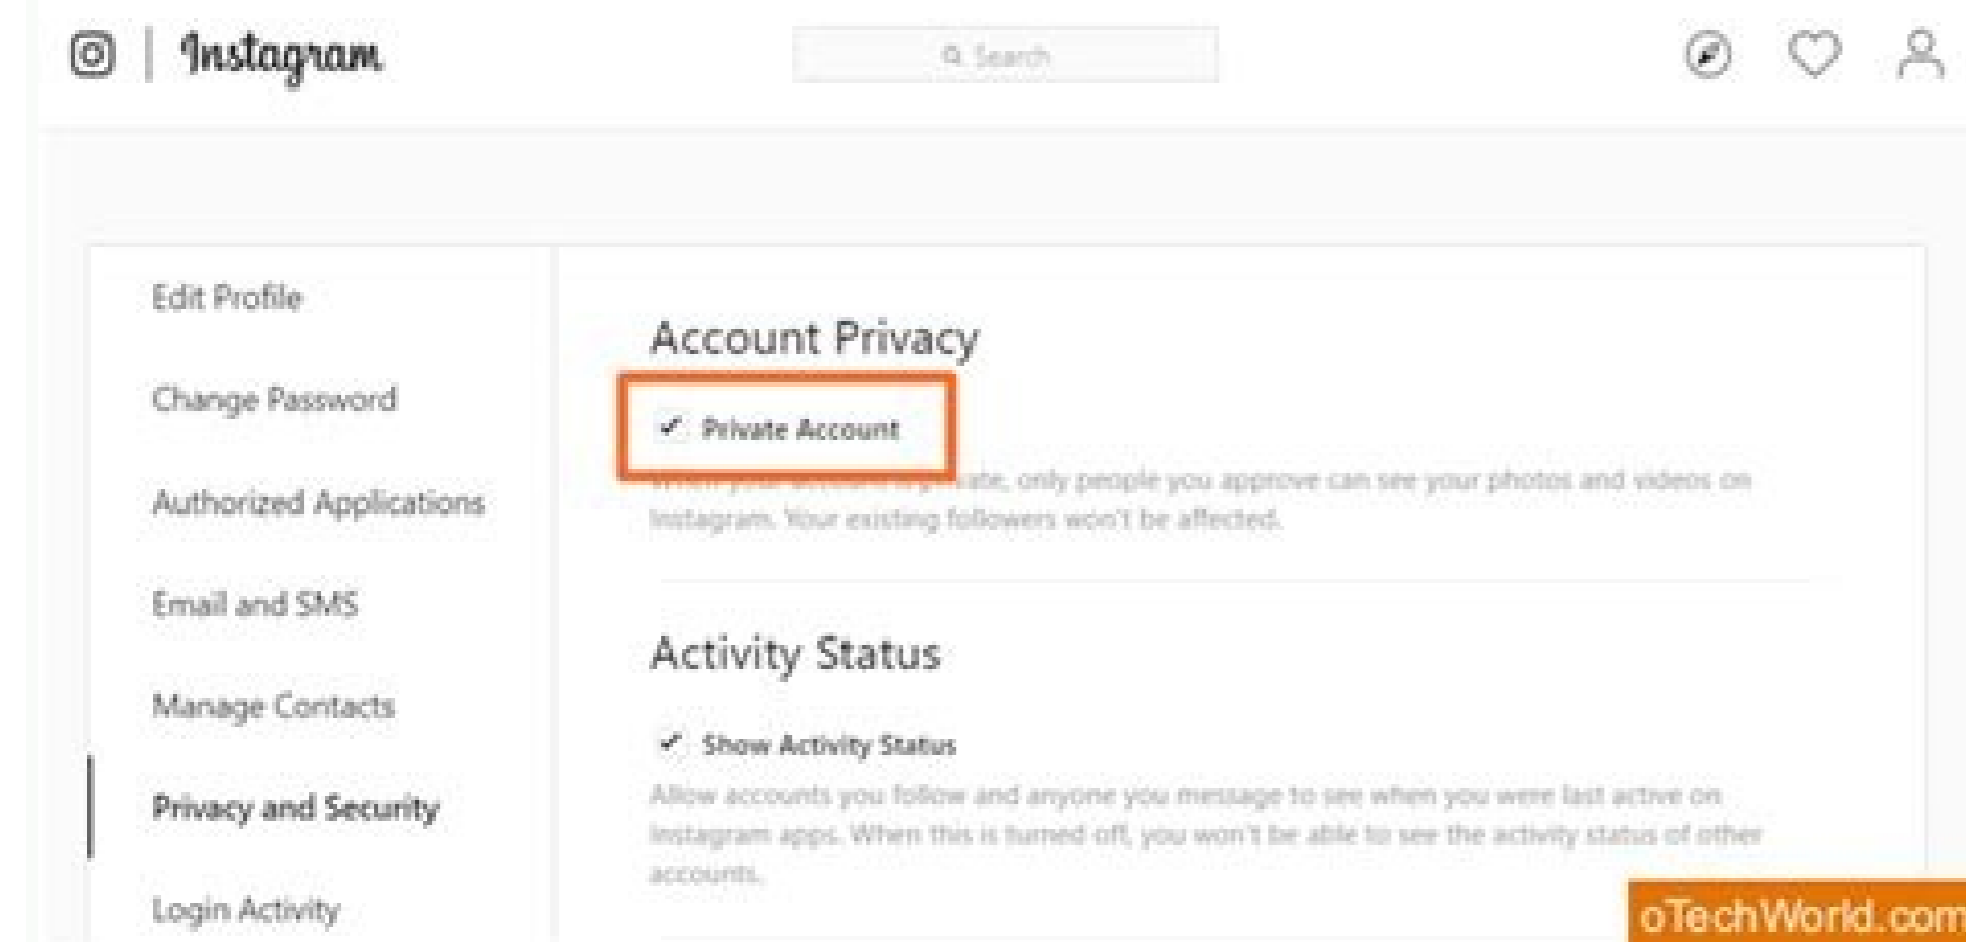 Instagram
Search
Edit Profile
Change Password
Authorized Applications
Email and SMS
Manage Contacts
Privacy and Security
Login Activity
Account Privacy
Private Account
only people you approve can see your photos and videos on
Instagram. Your existing followers won't be affected.
Activity Status
Show Activity Status
Allow accounts you follow and anyone you message to see when you were last active on
Instagram apps. When this is turned off, you won't be able to see the activity status of other
accounts.
oTechWorld.com